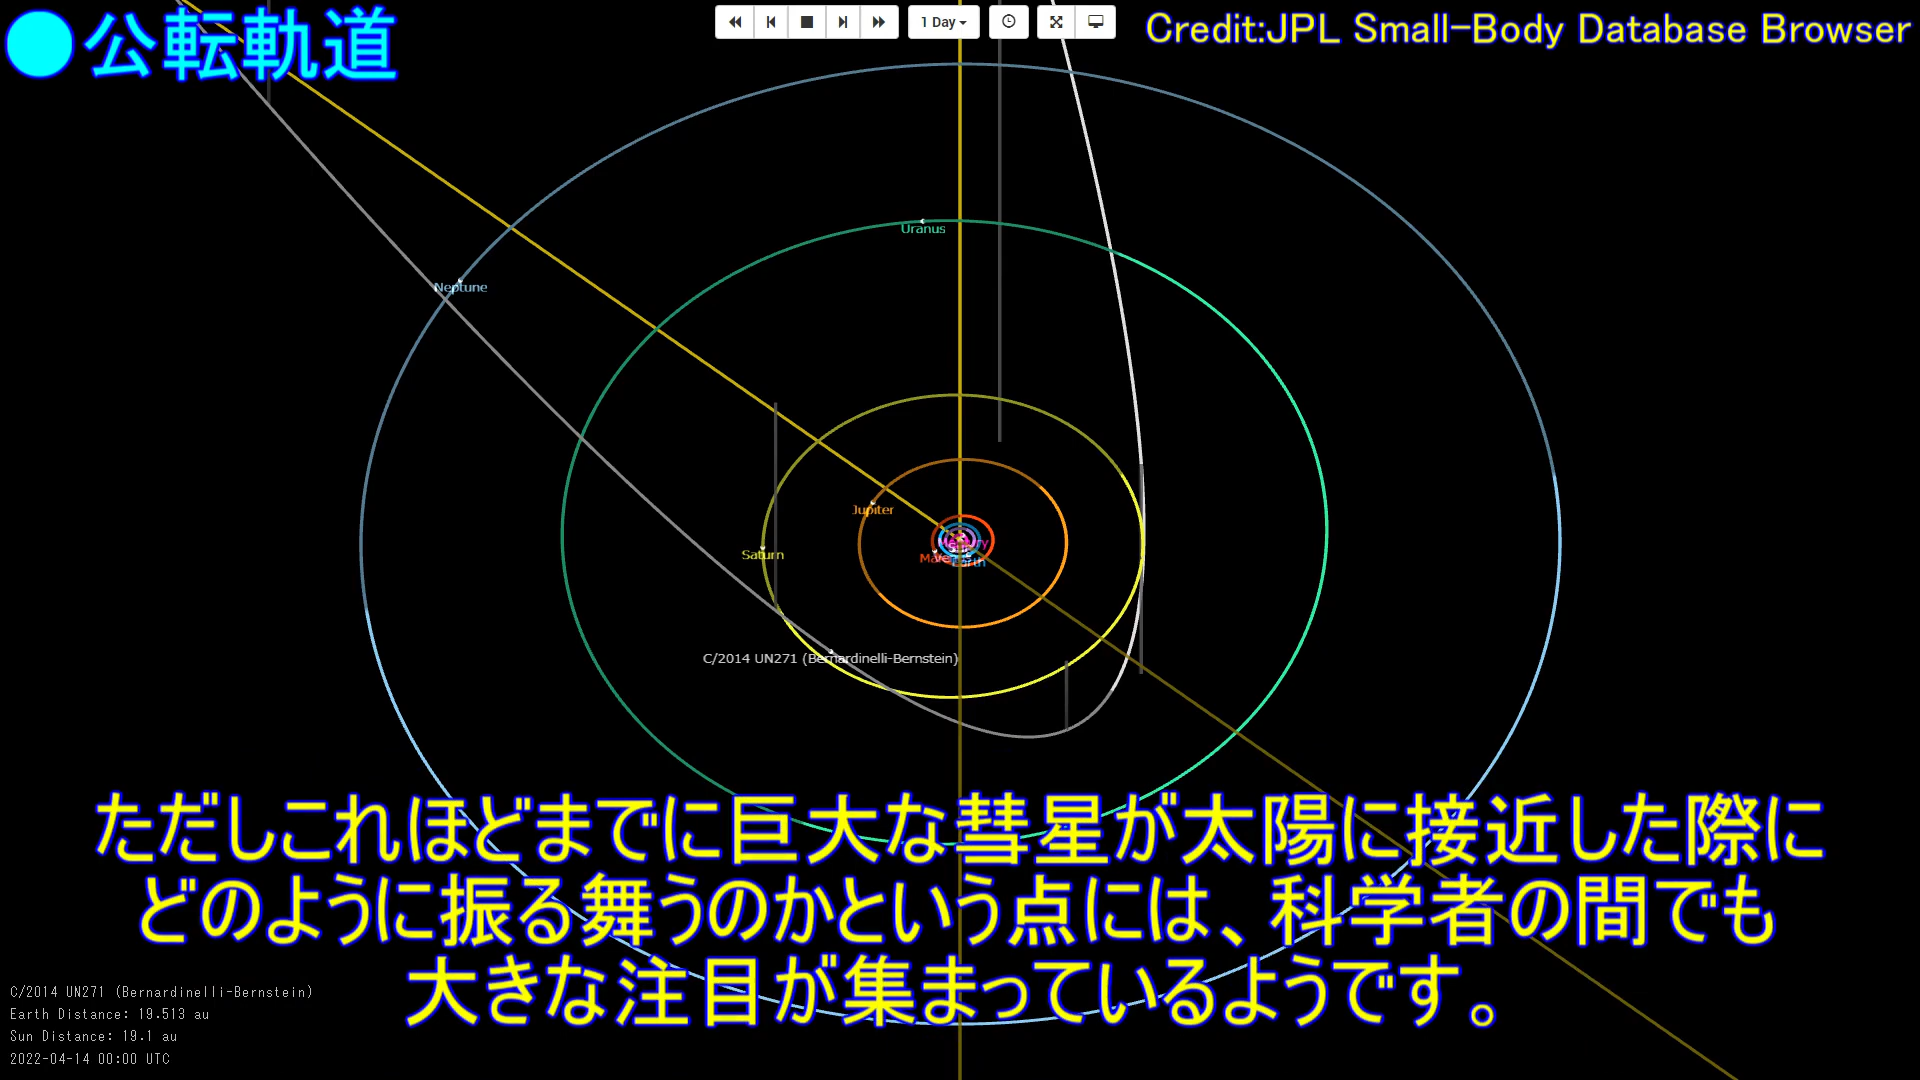 ●公転軌道
1 Day
Credit:JPL Small-Body Database Browser
Uranus
Neptune
Jupiter
Saturn
Mercury
Earth
C/2014 UN271 (Bernardinelli-Bernstein)
ただしこれほどまでに巨大な彗星が太陽に接近した際に
どのように振る舞うのかという点には、科学者の間でも
大きな注目が集まっているようです。
C/2014 UN271 (Bernardinelli-Bernstein)
Earth Distance: 19.513 au
Sun Distance: 19.1 au
2022-04-14 00:00 UTC